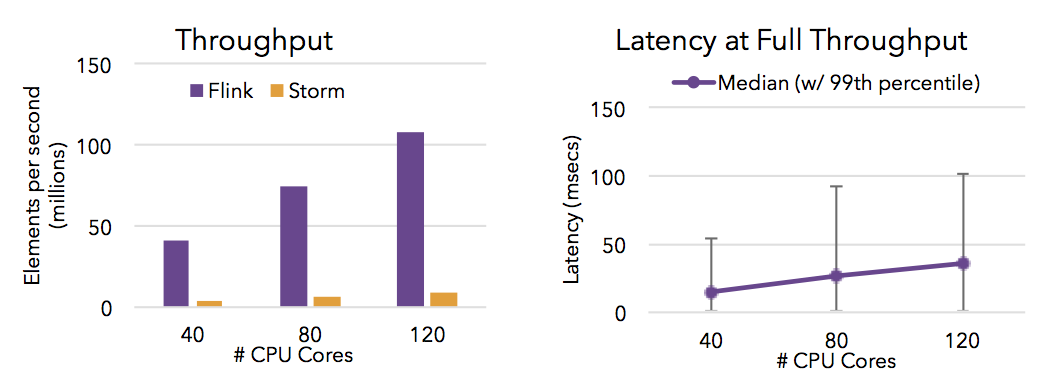 Throughput
150
100
50
0
Elements per second
(millions)
Flink
Storm
40 80 120
# CPU Cores
Latency at Full Throughput
Median (w/ 99th percentile)
150
100
50
0
Latency (msecs)
40 80 120
# CPU Cores